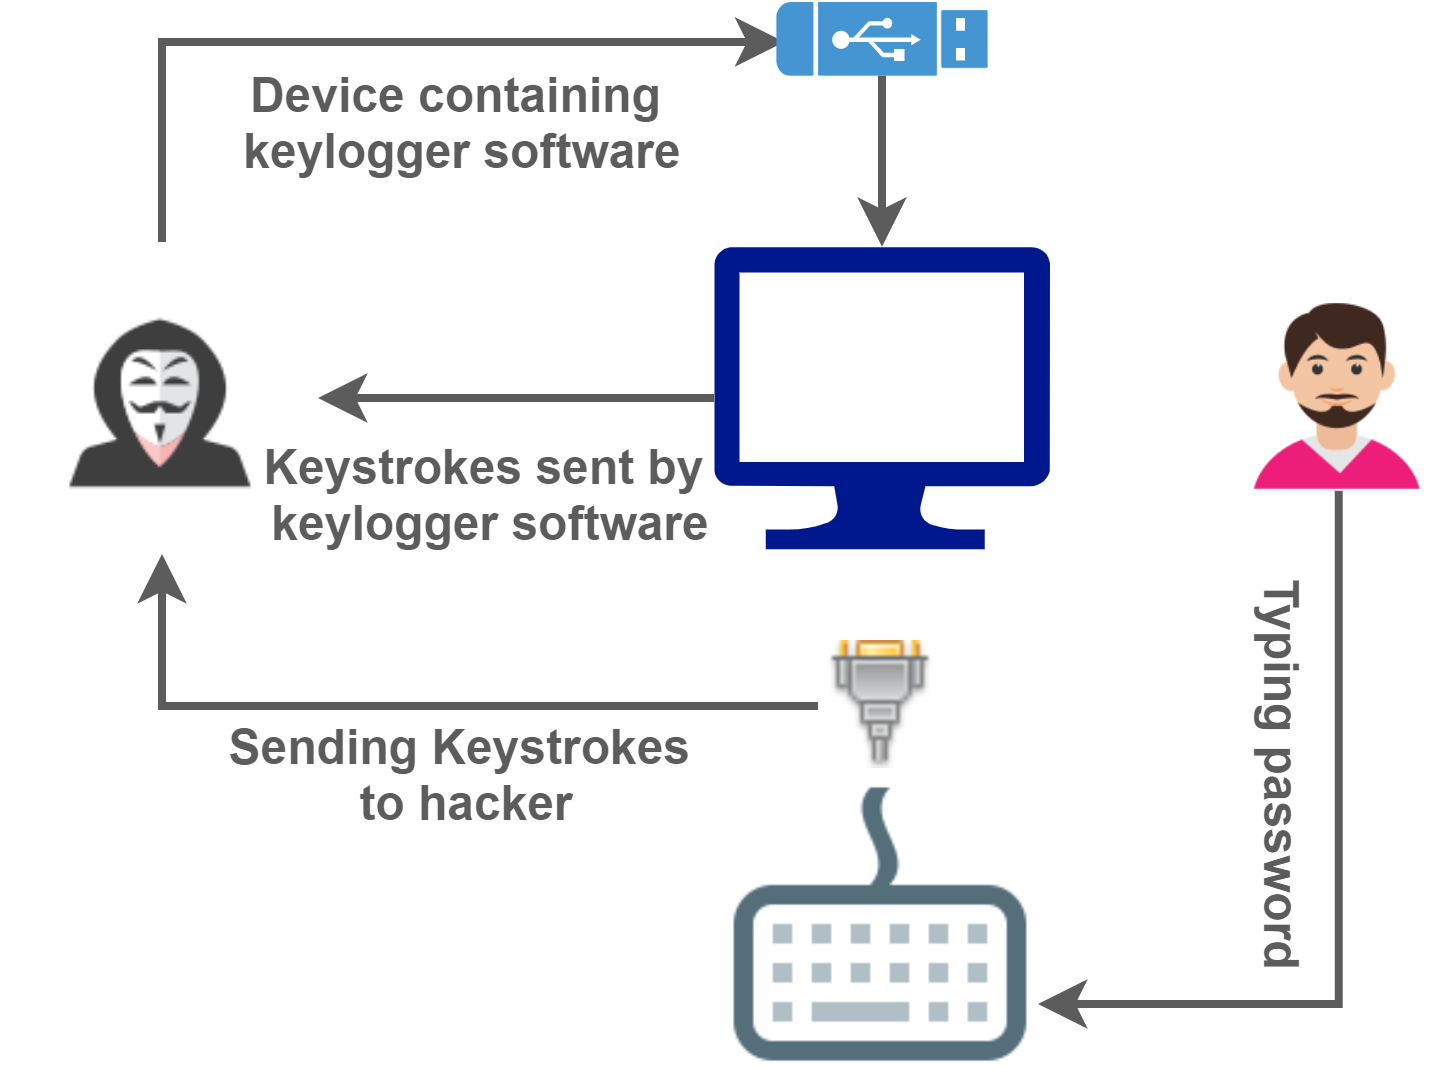 Device containing
keylogger software
Keystrokes sent by
keylogger software
Sending Keystrokes
to hacker
Typing password